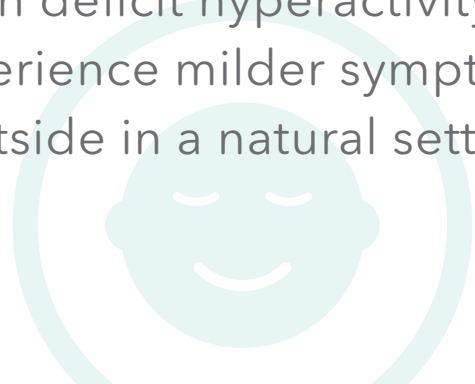 n deficit hyperactivity
erience milder sympt
tside in a natural sett